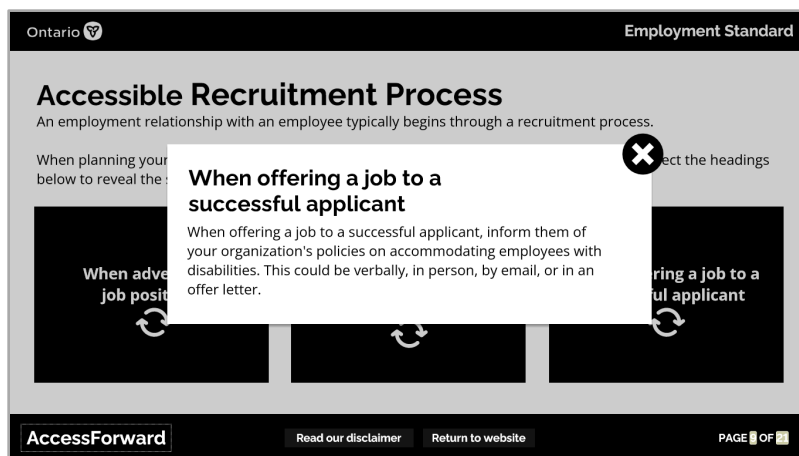 Ontario
Employment Standard
Accessible Recruitment Process
An employment relationship with an employee typically begins through a recruitment process.
When planning your
ect the headings
below to reveal the s
When offering a job to a
successful applicant
When offering a job to a successful applicant, inform them of
your organization's policies on accommodating employees with
disabilities. This could be verbally, in person, by email, or in an
offer letter.
When adve
job posit
ering a job to a
ful applicant
AccessForward
Read our disclaimer
Return to website
PAGE 9 OF 21